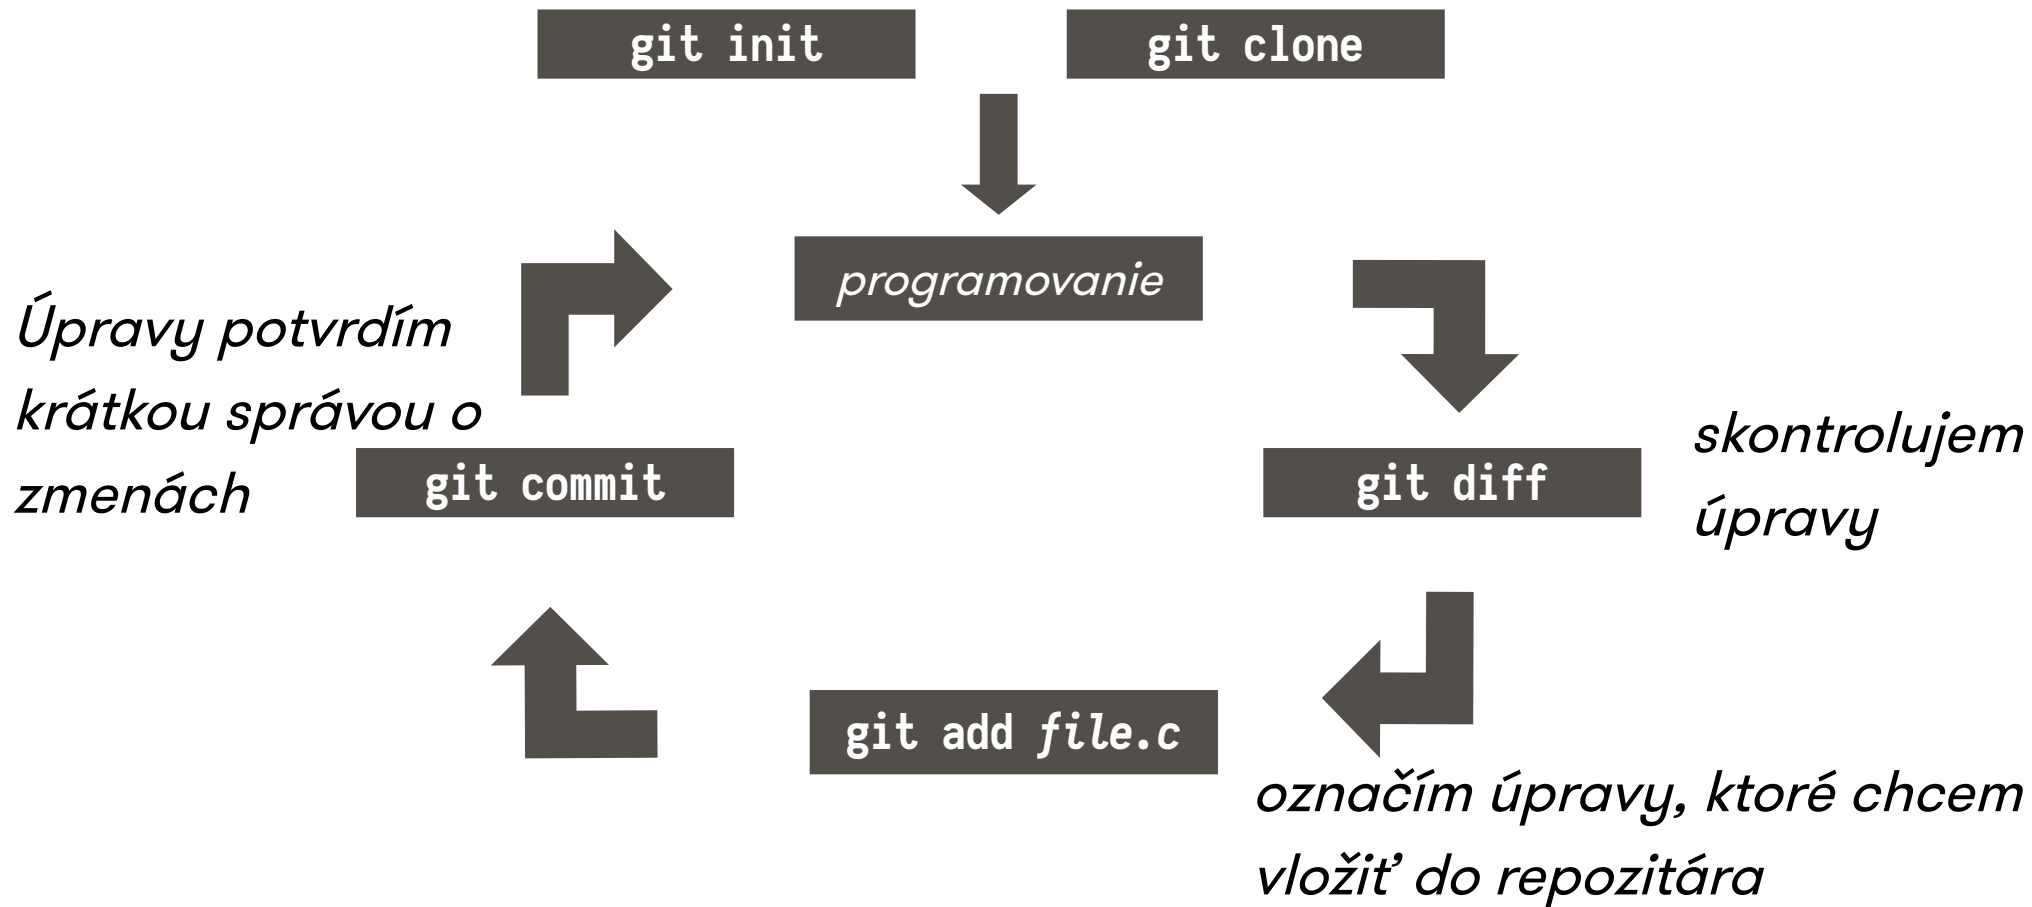 git init
git clone
programovanie
Úpravy potvrdím
krátkou správou o
zmenách
git commit
git diff
skontrolujem
úpravy
git add file.c
označím úpravy, ktoré chcem
vložiť do repozitára